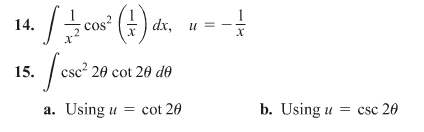 14. ∫ 1/x² cos² (1/x) dx, u = −1/x
15. ∫ csc² 2θ cot 2θ dθ
a. Using u = cot 2θ b. Using u = csc 2θ